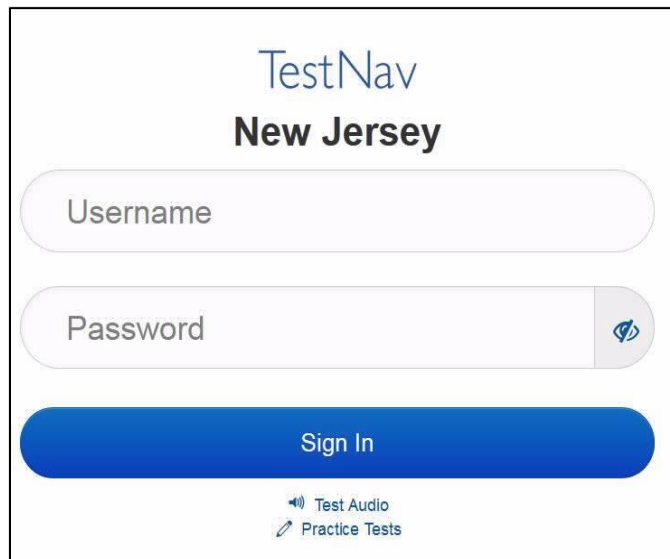 TestNav
New Jersey
Username
Password
Sign In
Test Audio
Practice Tests